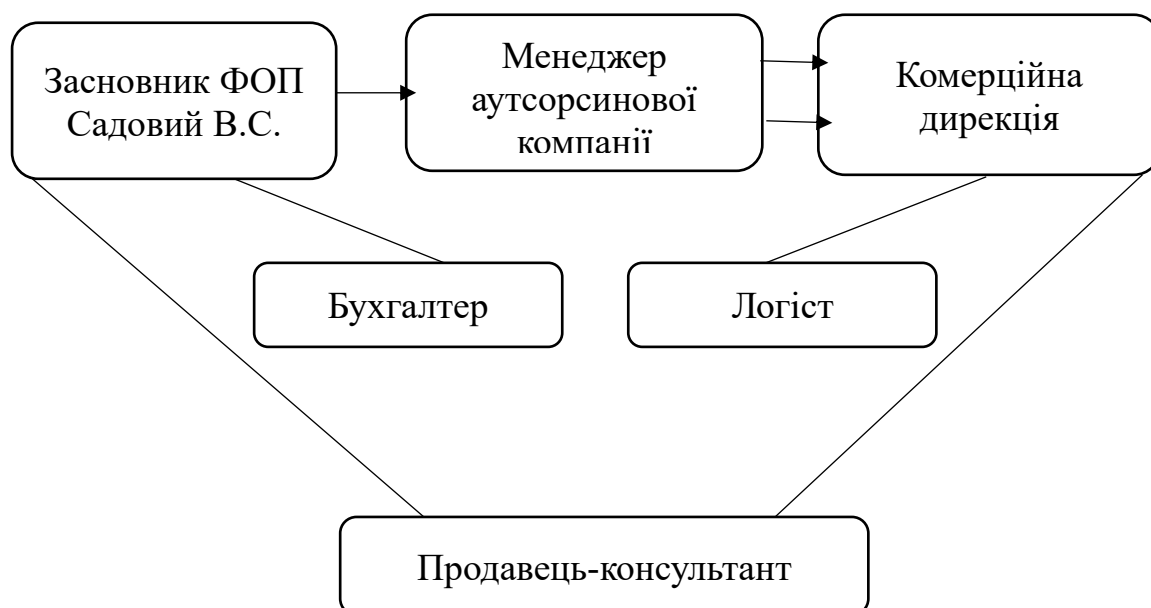 Засновник ФОП
Садовий В.С.
Менеджер
аутсорсинової
компанії
Комерційна
дирекція
Бухгалтер
Логіст
Продавець-консультант